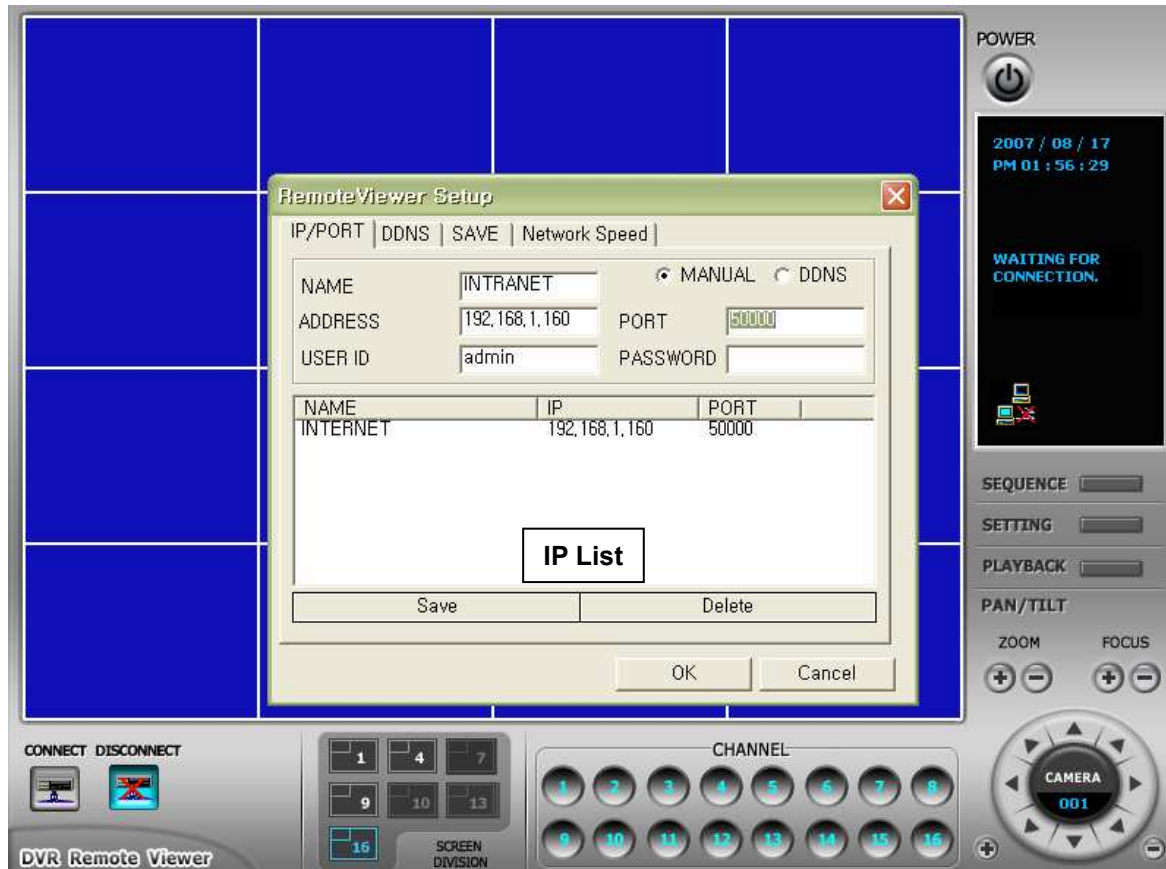 POWER
2007 / 08 / 17
PM 01 : 56 : 29
WAITING FOR
CONNECTION.
RemoteViewer Setup
IP/PORT DDNS SAVE Network Speed
NAME INTRANET MANUAL DDNS
ADDRESS 192,168,1,160 PORT 50000
USER ID admin PASSWORD
NAME IP PORT
INTERNET 192,168,1,160 50000
IP List
Save Delete
OK Cancel
SEQUENCE
SETTING
PLAYBACK
PAN/TILT
ZOOM FOCUS
CONNECT DISCONNECT
1 4 7
9 10 13
16 SCREEN
DIVISION
CHANNEL
1 2 3 4 5 6 7 8
9 10 11 12 13 14 15 16
CAMERA
001
DVR Remote Viewer